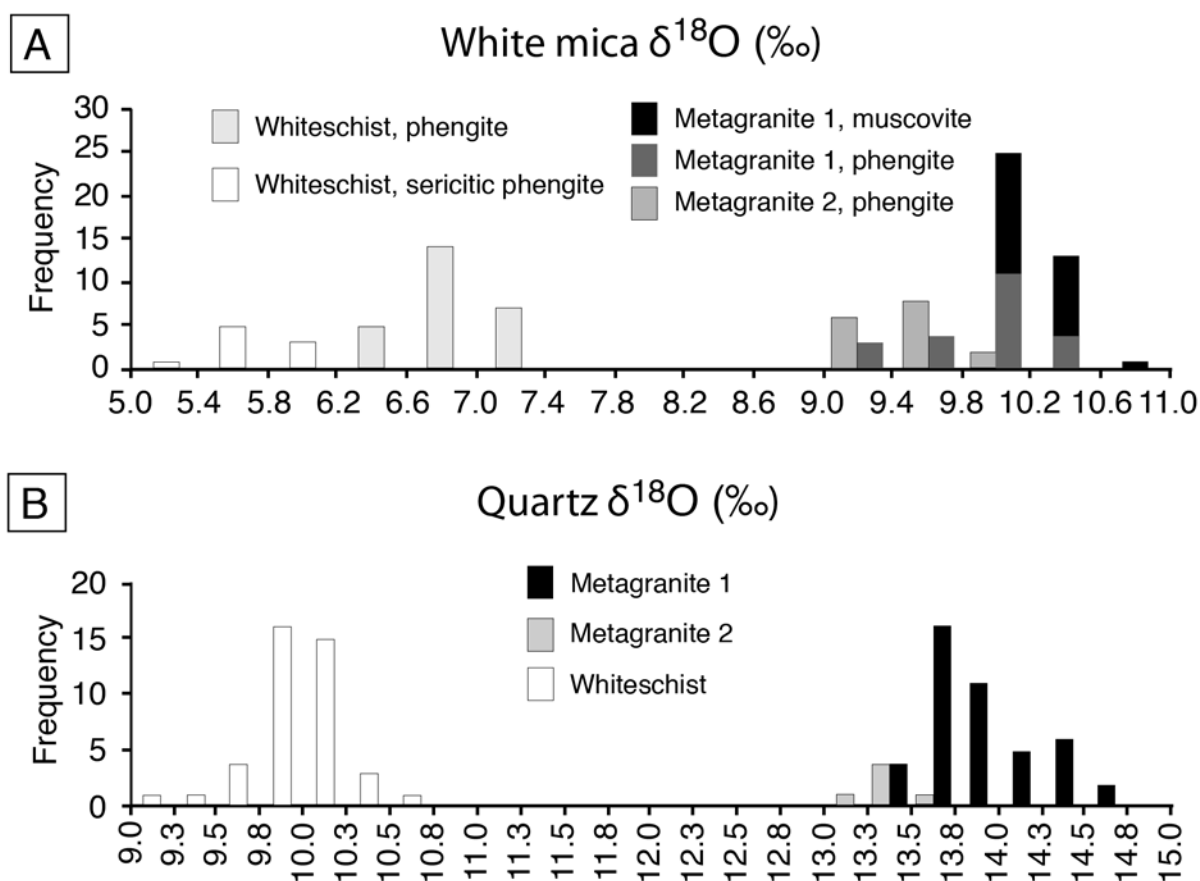 A
White mica δ¹⁸O (‰)
Frequency
30
25
20
15
10
5
0
Whiteschist, phengite
Whiteschist, sericitic phengite
Metagranite 1, muscovite
Metagranite 1, phengite
Metagranite 2, phengite
5.0 5.4 5.8 6.2 6.6 7.0 7.4 7.8 8.2 8.6 9.0 9.4 9.8 10.2 10.6 11.0
B
Quartz δ¹⁸O (‰)
Frequency
20
15
10
5
0
Metagranite 1
Metagranite 2
Whiteschist
9.0 9.3 9.5 9.8 10.0 10.3 10.5 10.8 11.0 11.3 11.5 11.8 12.0 12.3 12.5 12.8 13.0 13.3 13.5 13.8 14.0 14.3 14.5 14.8 15.0